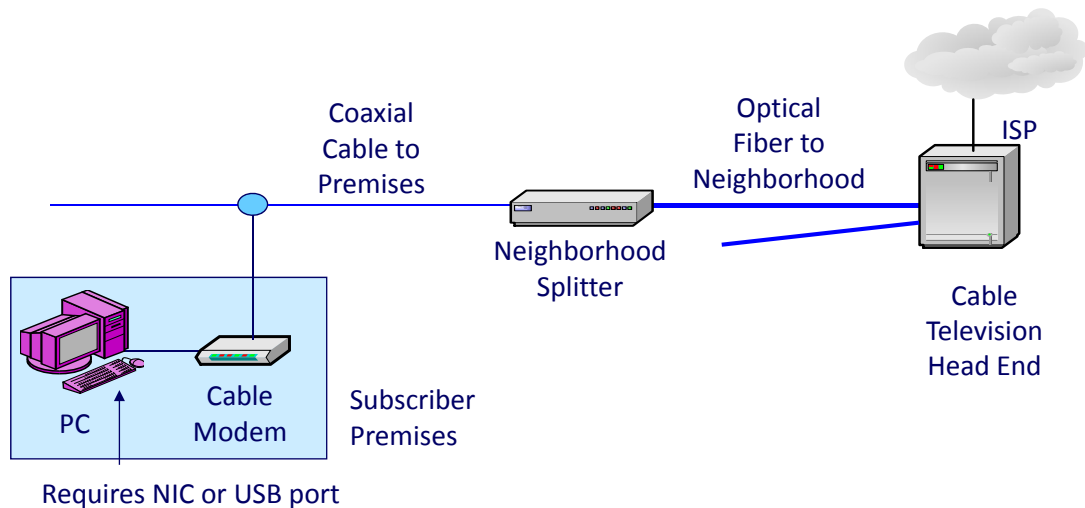 Coaxial
Cable to
Premises
Optical
Fiber to
Neighborhood
ISP
Neighborhood
Splitter
Cable
Television
Head End
PC
Cable
Modem
Subscriber
Premises
Requires NIC or USB port